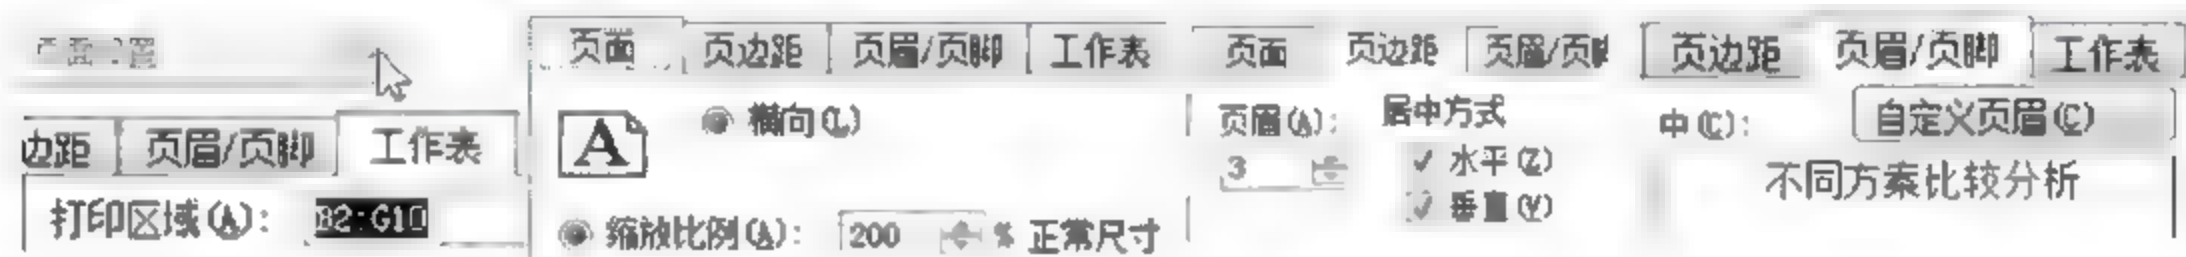 边距 页眉/页脚 工作表
打印区域(A): B2:G10
页面 页边距 页眉/页脚 工作表
A 横向(L)
缩放比例(A): 200 % 正常尺寸
页面 页边距 页眉/页脚
页眉(A): 居中方式
3 水平(Z)
垂直(V)
页边距 页眉/页脚 工作表
中(C): 自定义页眉(C)
不同方案比较分析